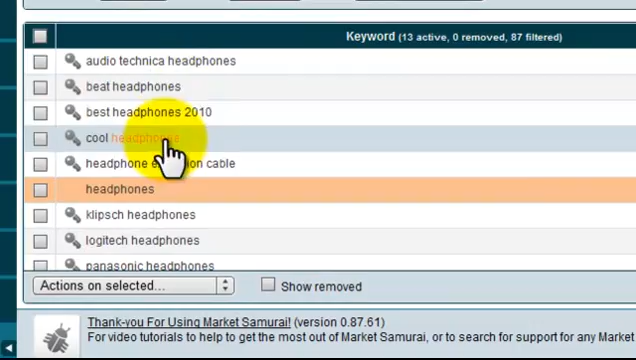 Keyword (13 active, 0 removed, 87 filtered)
audio technica headphones
beat headphones
best headphones 2010
cool headphones
headphone cable
headphones
klipsch headphones
logitech headphones
panasonic headphones
Actions on selected...
Show removed
Thank-you For Using Market Samurai! (version 0.87.61)
For video tutorials to help to get the most out of Market Samurai, or to search for support for any Market